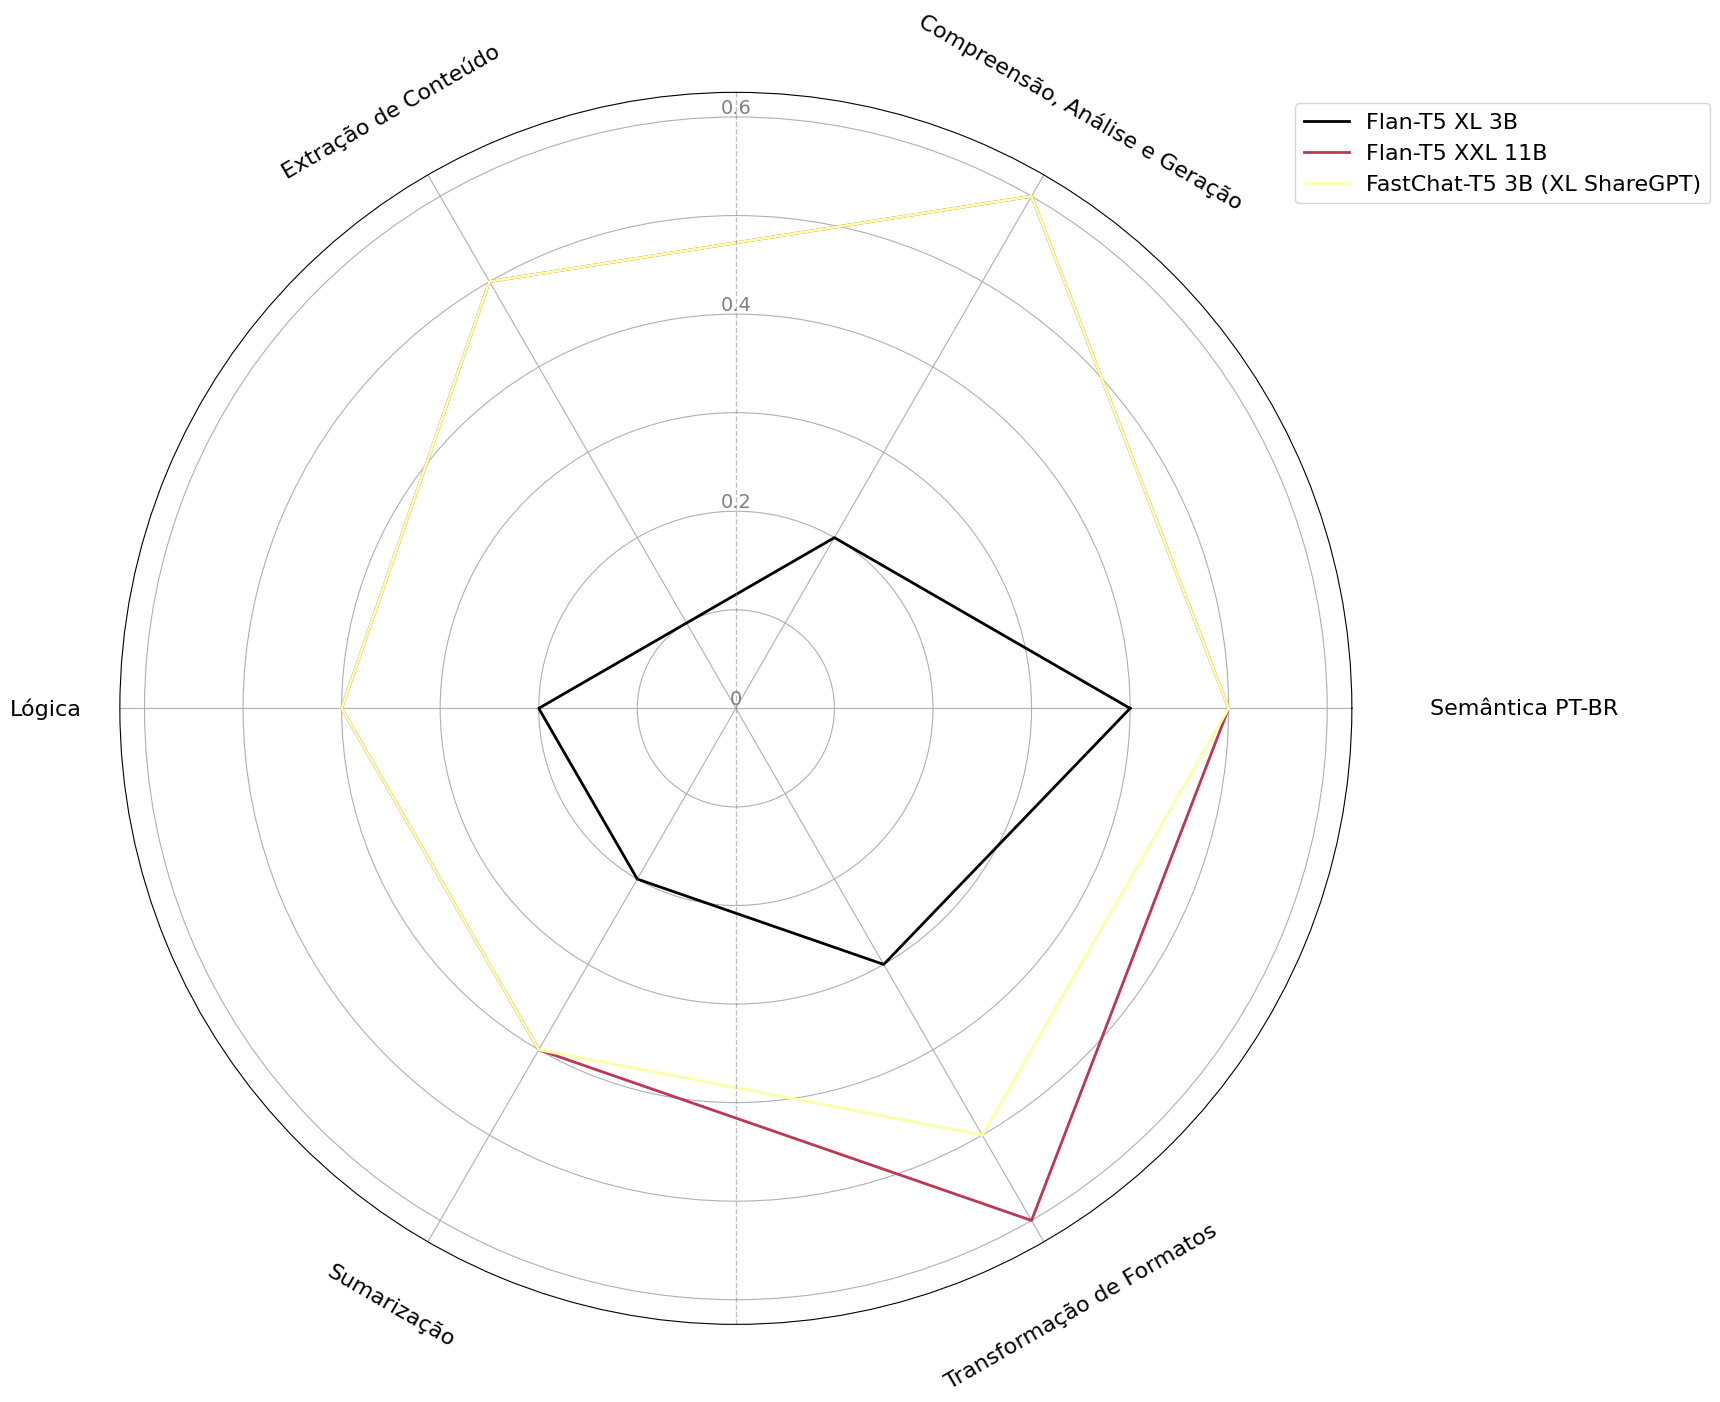 Compreensão, Análise e Geração
Extração de Conteúdo
0.6
Flan-T5 XL 3B
Flan-T5 XXL 11B
FastChat-T5 3B (XL ShareGPT)
0.4
0.2
0
Lógica
Semântica PT-BR
Sumarização
Transformação de Formatos